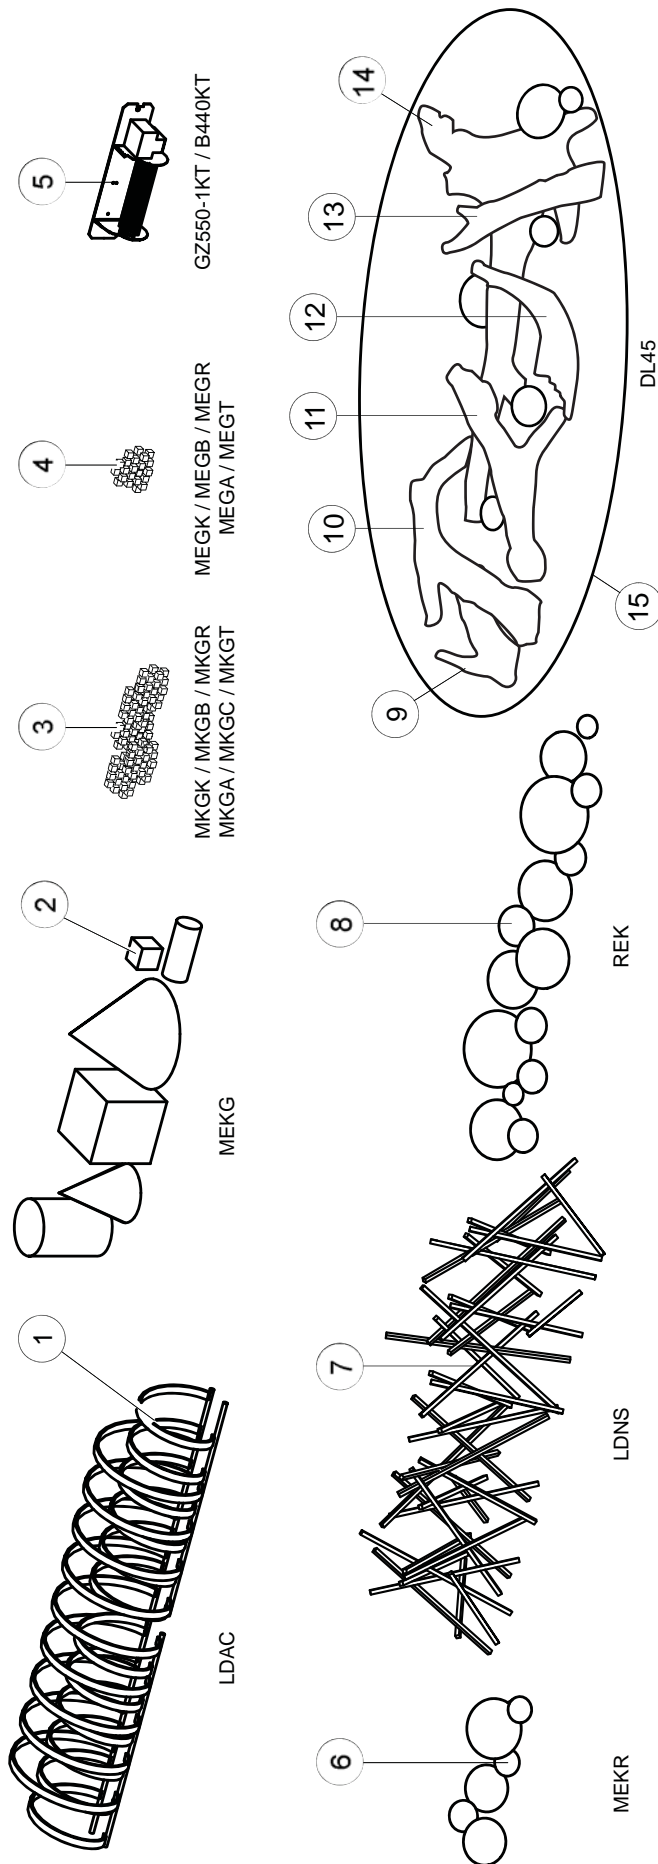 1
2
3
4
5
LDAC
MEKG
MKGK / MKGB / MKGR
MKGA / MKGC / MKGT
MEGK / MEGB / MEGR
MEGA / MEGT
GZ550-1KT / B440KT
6
7
8
9
10
11
12
13
14
15
MEKR
LDNS
REK
DL45